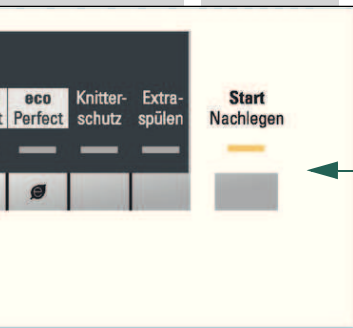 eco Perfect
Knitter-
schutz
Extra-
spülen
Start
Nachlegen